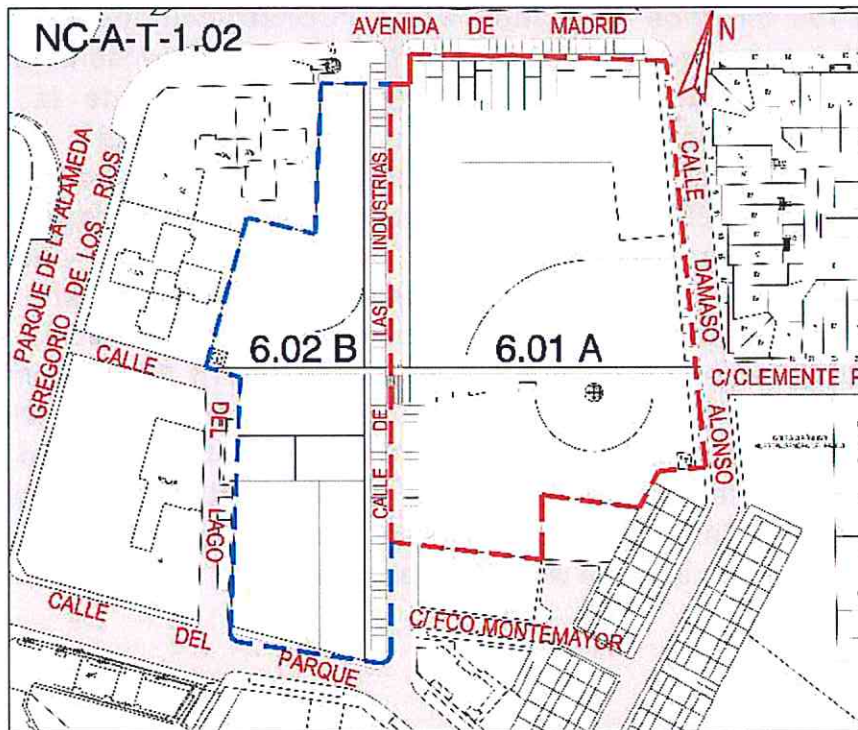 NC-A-T-1.02
AVENIDA DE MADRID
N
PARQUE DE LA ALAMEDA
GREGORIO DE LOS RIOS
CALLE DE LAS INDUSTRIAS
CALLE DAMASO ALONSO
6.02 B
6.01 A
CALLE
DEL LAGO
C/ CLEMENTE P
C/ FCO. MONTEMAYOR
CALLE DEL PARQUE